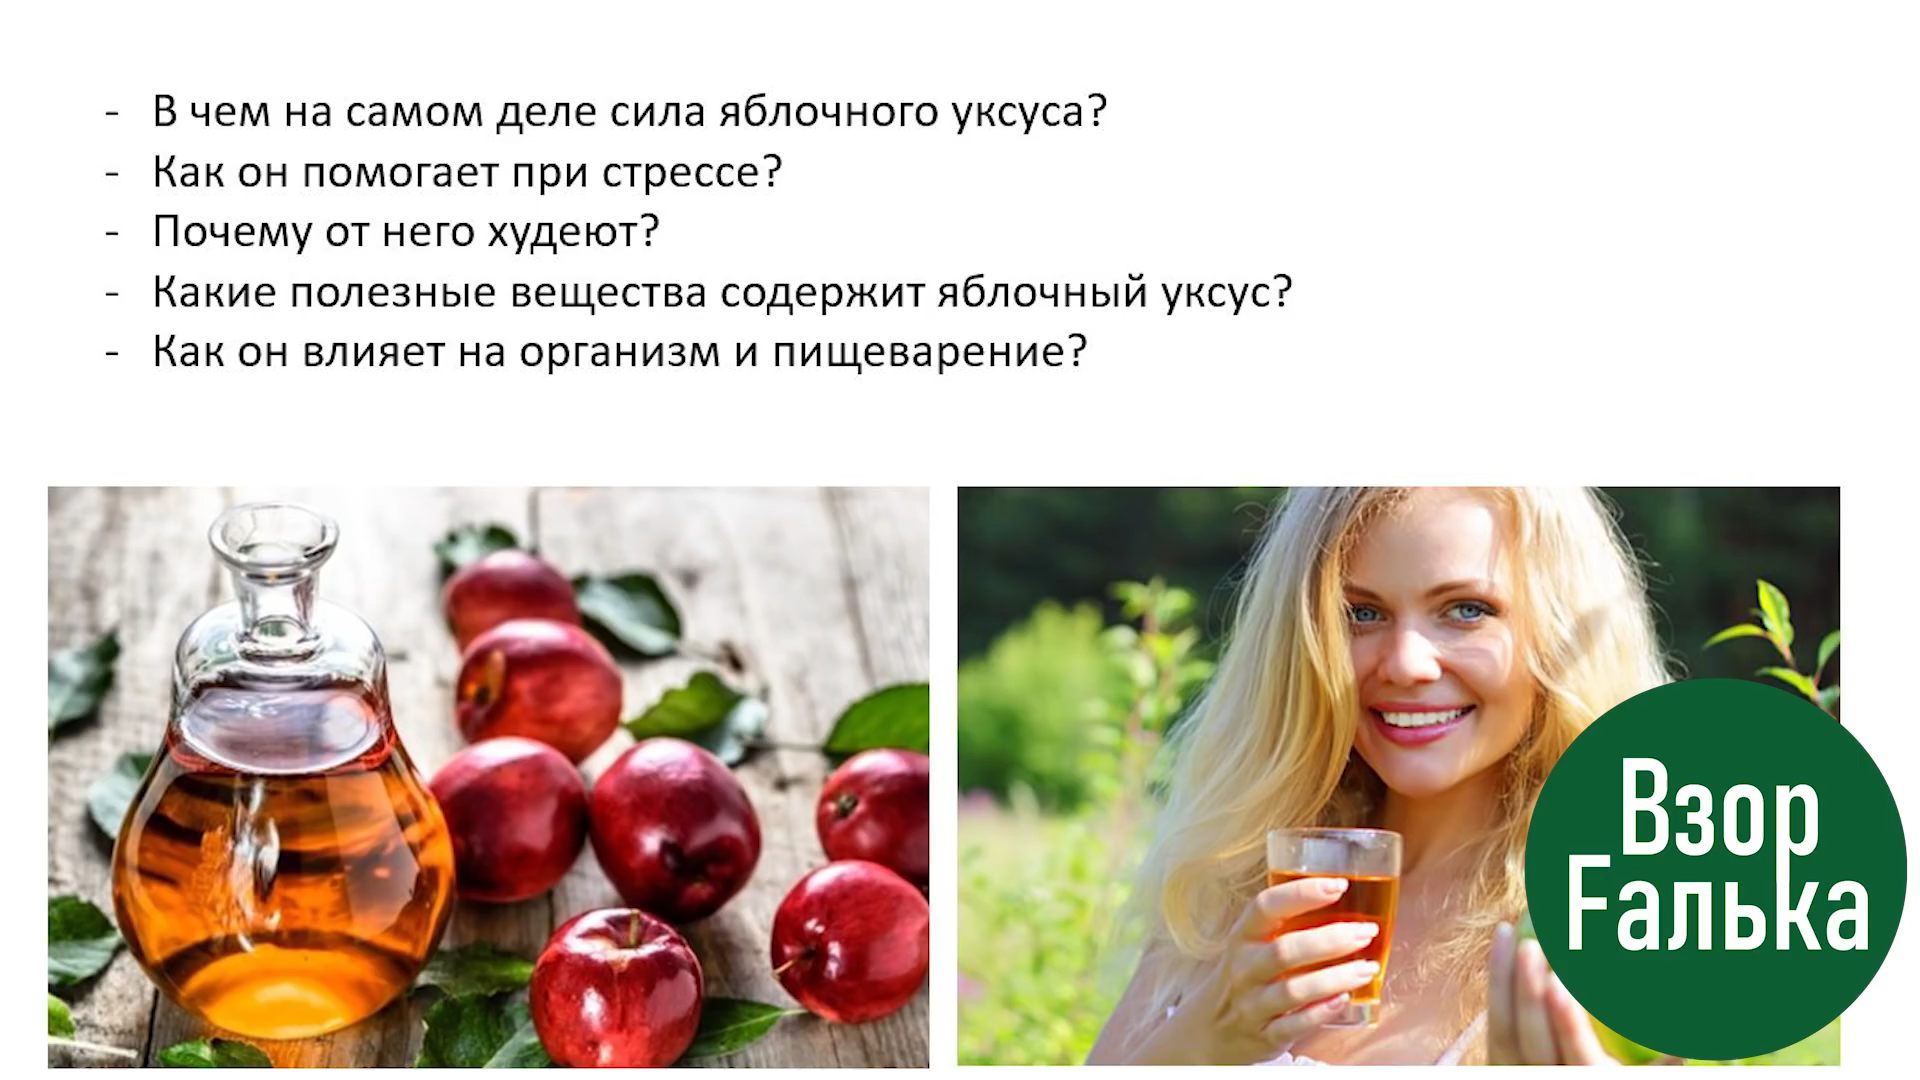 - В чем на самом деле сила яблочного уксуса?
- Как он помогает при стрессе?
- Почему от него худеют?
- Какие полезные вещества содержит яблочный уксус?
- Как он влияет на организм и пищеварение?
Взор
Fалька